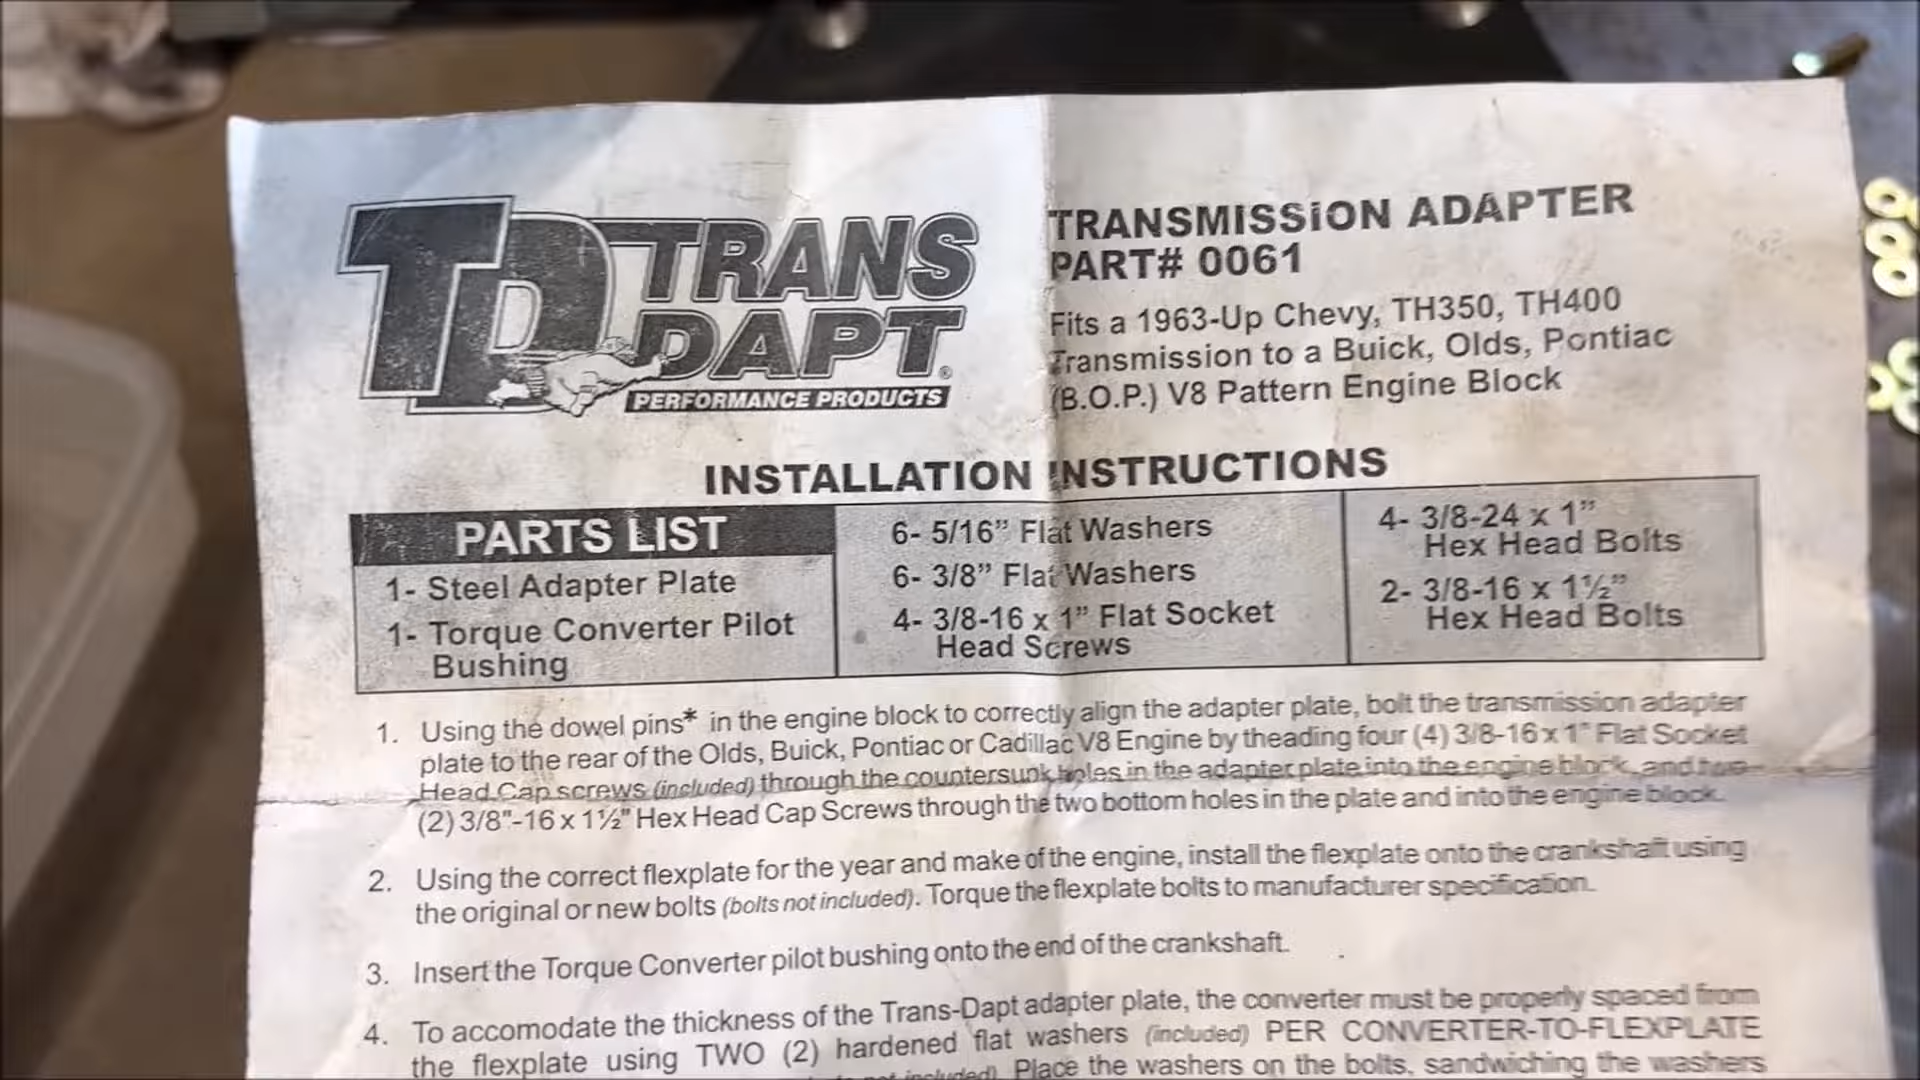 TD TRANS DAPT®
PERFORMANCE PRODUCTS
TRANSMISSION ADAPTER
PART# 0061
Fits a 1963-Up Chevy, TH350, TH400
Transmission to a Buick, Olds, Pontiac
(B.O.P.) V8 Pattern Engine Block
INSTALLATION INSTRUCTIONS
PARTS LIST
1- Steel Adapter Plate
1- Torque Converter Pilot
Bushing
6- 5/16” Flat Washers
6- 3/8” Flat Washers
4- 3/8-16 x 1” Flat Socket
Head Screws
4- 3/8-24 x 1”
Hex Head Bolts
2- 3/8-16 x 1½”
Hex Head Bolts
1. Using the dowel pins* in the engine block to correctly align the adapter plate, bolt the transmission adapter
plate to the rear of the Olds, Buick, Pontiac or Cadillac V8 Engine by theading four (4) 3/8-16 x 1" Flat Socket
Head Cap screws (included) through the countersunk holes in the adapter plate into the engine block, and two
(2) 3/8"-16 x 1½" Hex Head Cap Screws through the two bottom holes in the plate and into the engine block.
2. Using the correct flexplate for the year and make of the engine, install the flexplate onto the crankshaft using
the original or new bolts (bolts not included). Torque the flexplate bolts to manufacturer specification.
3. Insert the Torque Converter pilot bushing onto the end of the crankshaft.
4. To accomodate the thickness of the Trans-Dapt adapter plate, the converter must be properly spaced from
the flexplate using TWO (2) hardened flat washers (included) PER CONVERTER-TO-FLEXPLATE
not included). Place the washers on the bolts, sandwiching the washers